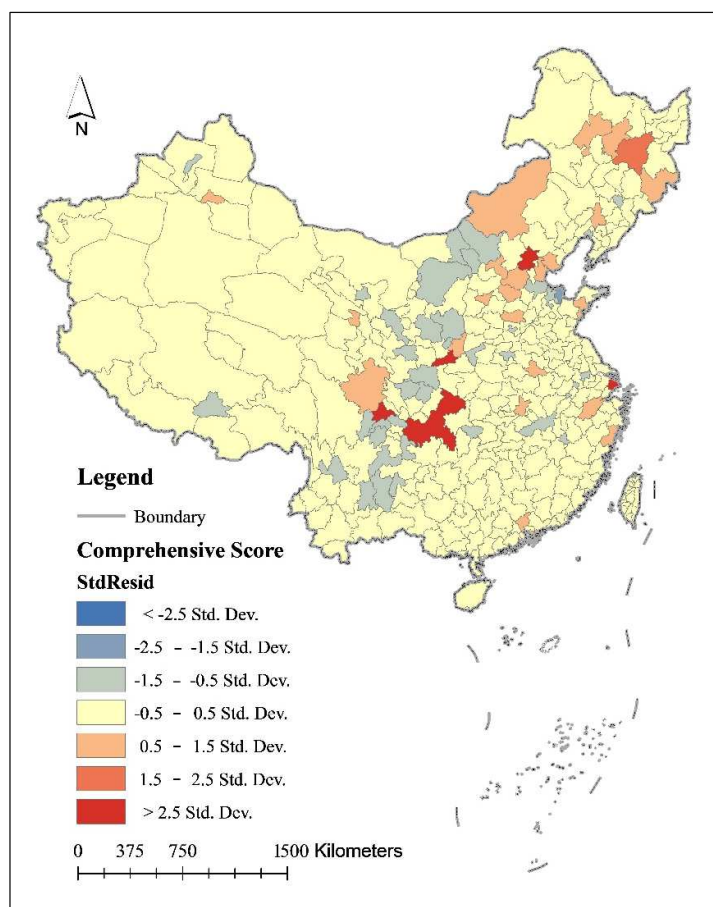 N
Legend
Boundary
Comprehensive Score
StdResid
< -2.5 Std. Dev.
-2.5 - -1.5 Std. Dev.
-1.5 - -0.5 Std. Dev.
-0.5 - 0.5 Std. Dev.
0.5 - 1.5 Std. Dev.
1.5 - 2.5 Std. Dev.
> 2.5 Std. Dev.
0 375 750 1500 Kilometers